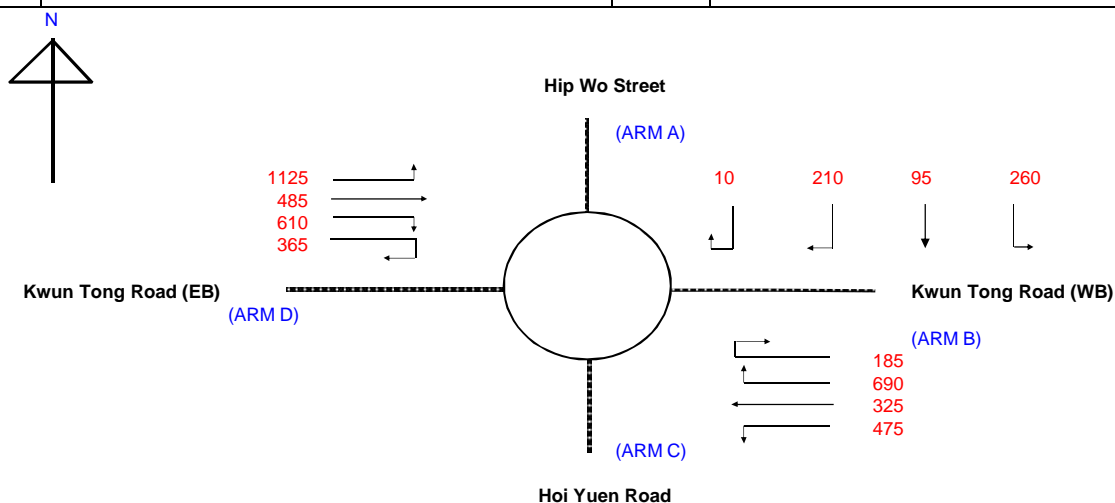 N
Hip Wo Street
(ARM A)
1125
485
610
365
10 210 95 260
Kwun Tong Road (EB)
(ARM D)
Kwun Tong Road (WB)
(ARM B)
185
690
325
475
(ARM C)
Hoi Yuen Road